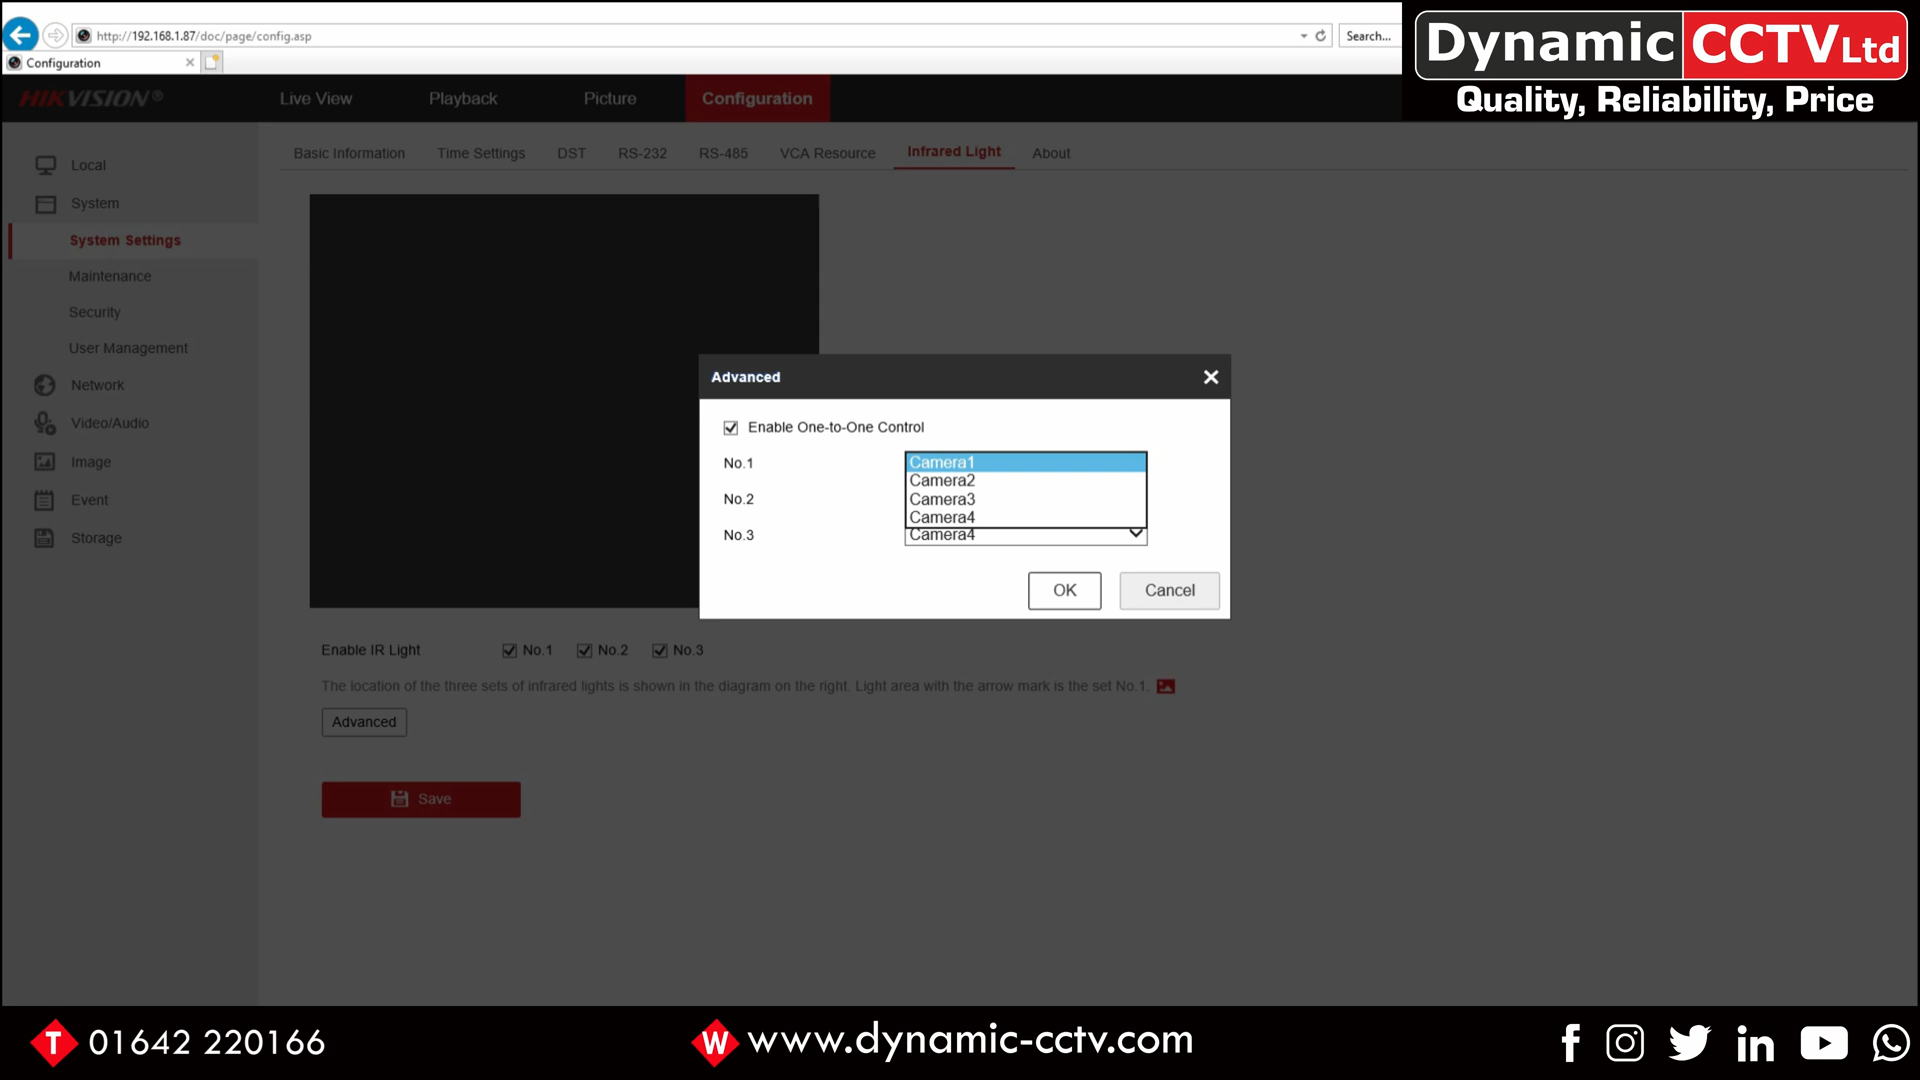 http://192.168.1.87/doc/page/config.asp
Search...
Configuration
Dynamic CCTV Ltd
Quality, Reliability, Price
HIKVISION®
Live View
Playback
Picture
Configuration
Local
System
System Settings
Maintenance
Security
User Management
Network
Video/Audio
Image
Event
Storage
Basic Information
Time Settings
DST
RS-232
RS-485
VCA Resource
Infrared Light
About
Advanced
Enable One-to-One Control
No.1
Camera1
Camera2
No.2
Camera3
Camera4
No.3
Camera4
OK
Cancel
Enable IR Light
No.1
No.2
No.3
The location of the three sets of infrared lights is shown in the diagram on the right. Light area with the arrow mark is the set No.1.
Advanced
Save
T 01642 220166
W www.dynamic-cctv.com